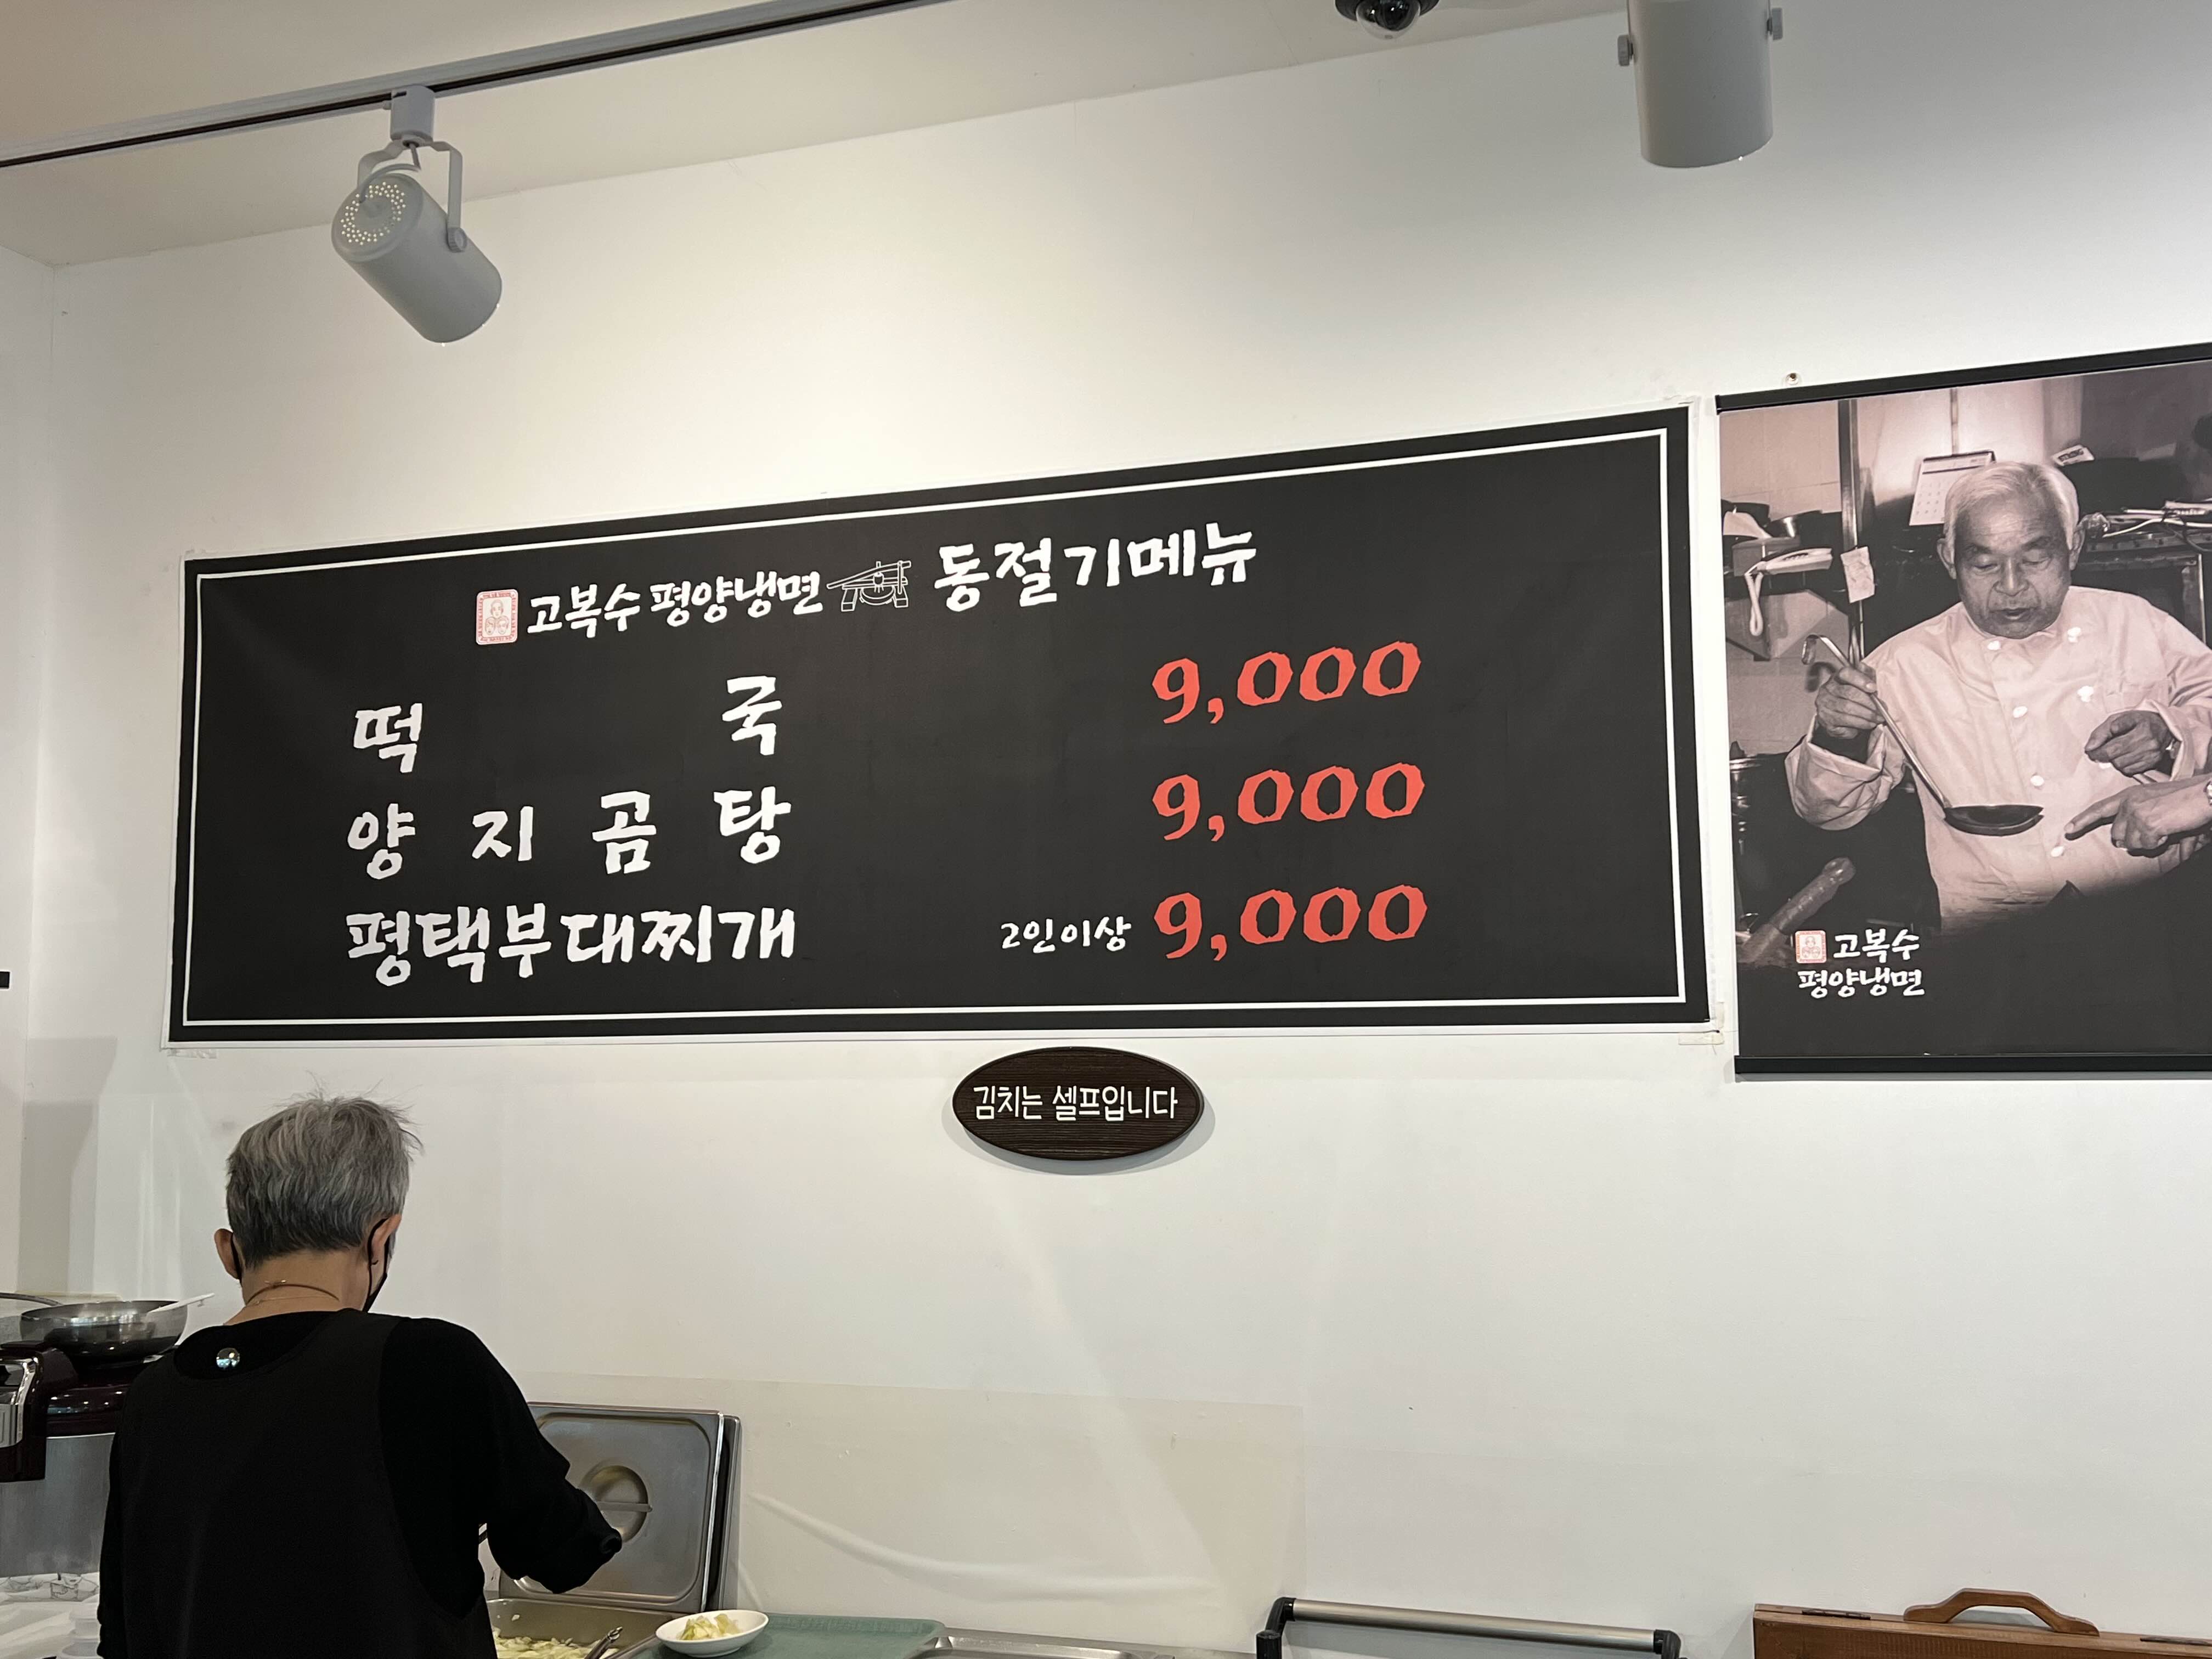 고복수 평양냉면 동절기메뉴
떡국 9,000
양지곰탕 9,000
평택부대찌개 2인이상 9,000
김치는 셀프입니다
고복수
평양냉면